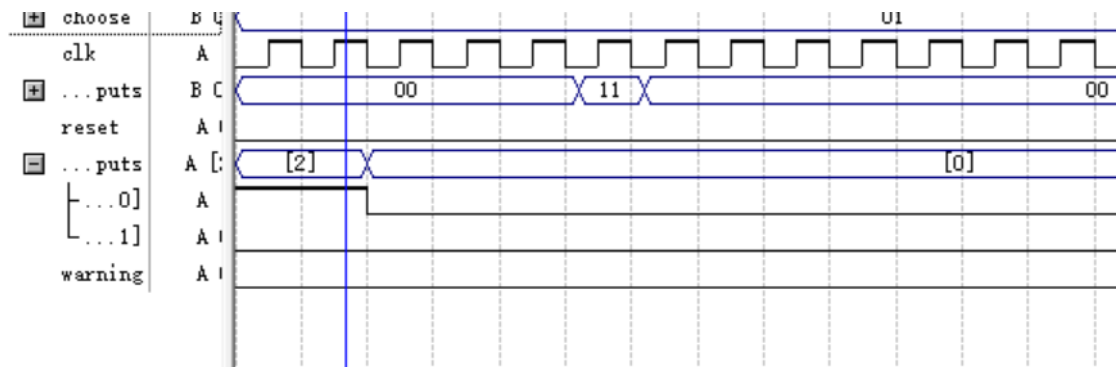 choose B 01
clk A
...puts B 00 11 00
reset A
...puts A [ [2] [0]
...0] A
...1] A
warning A